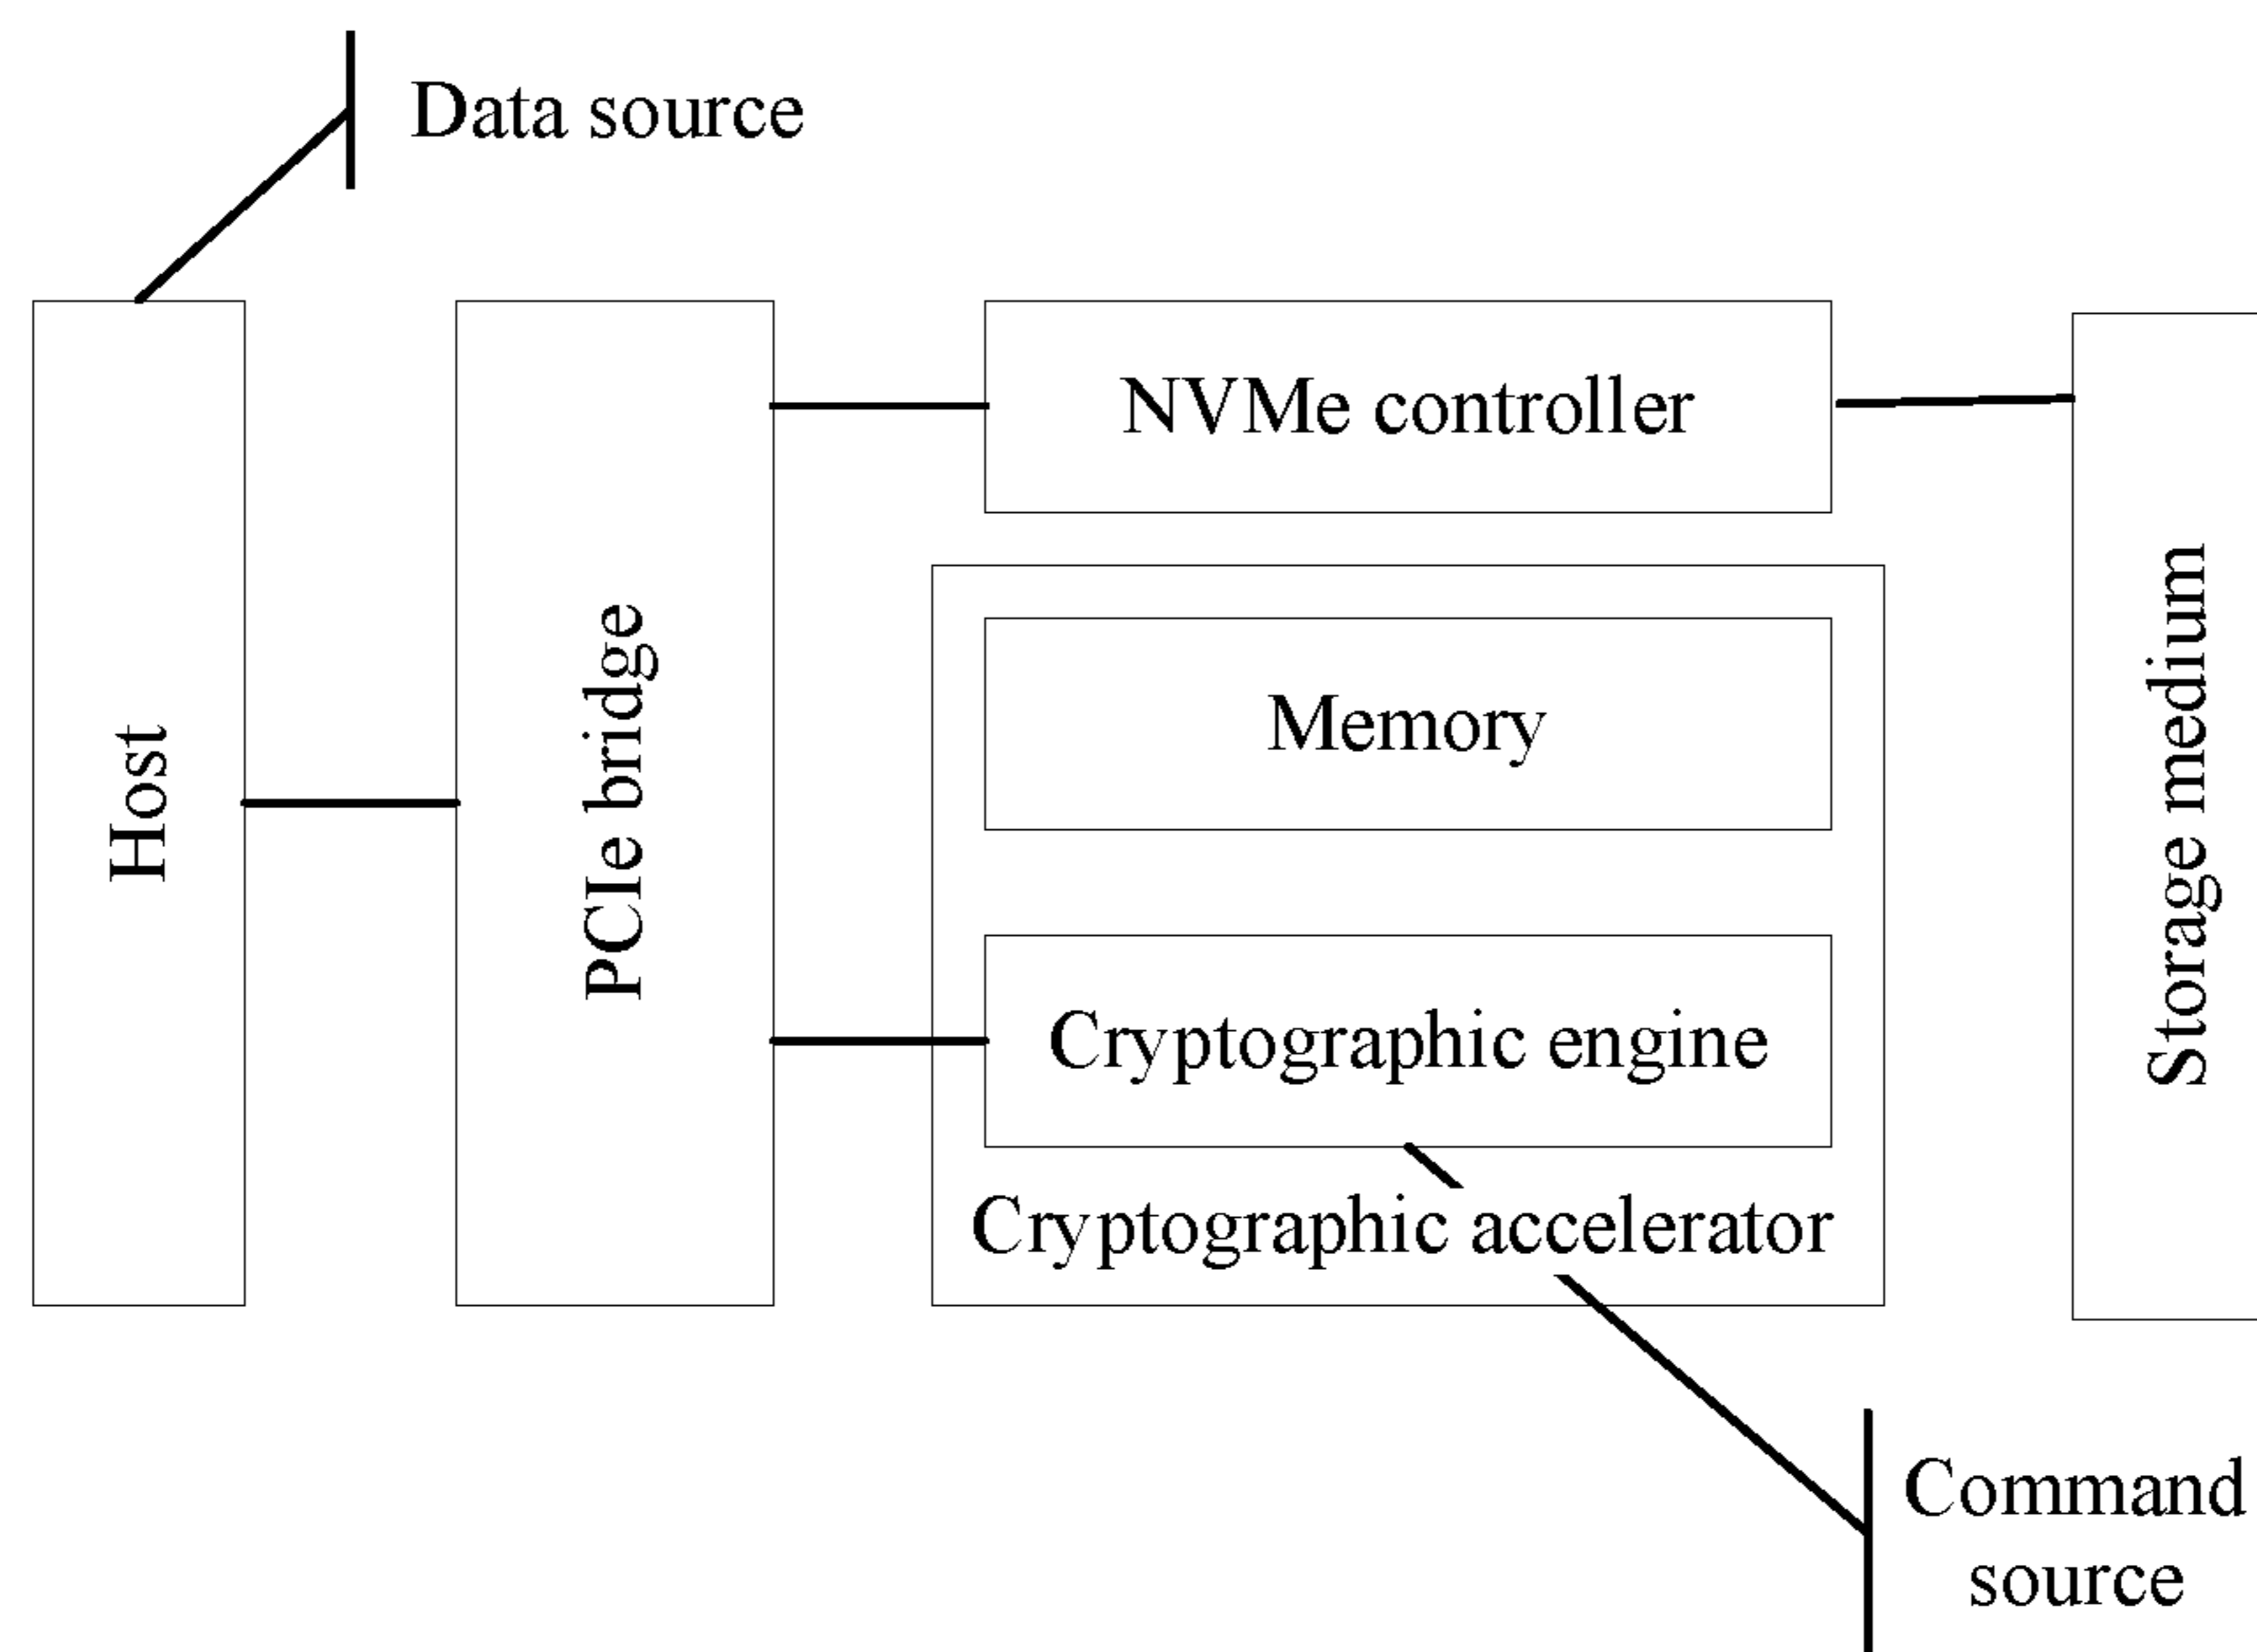 Data source
Host
PCIe bridge
NVMe controller
Memory
Cryptographic engine
Cryptographic accelerator
Storage medium
Command
source